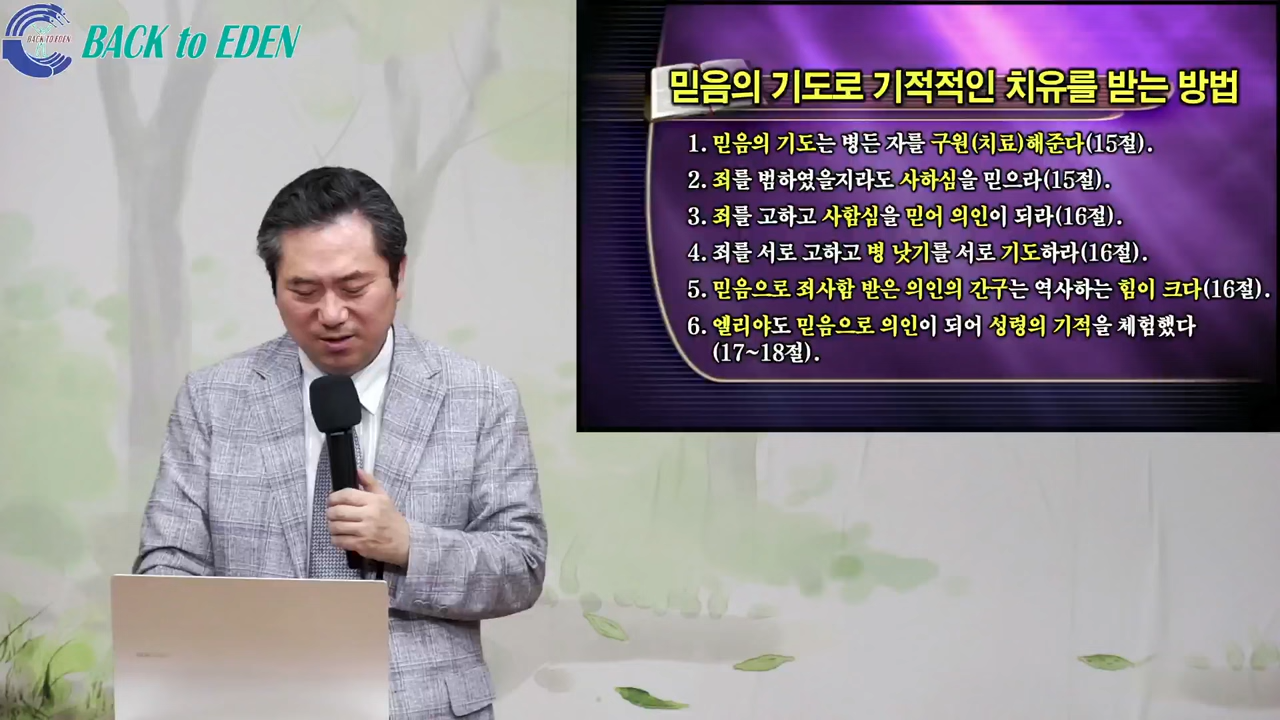 BACK TO EDEN
BACK to EDEN
믿음의 기도로 기적적인 치유를 받는 방법
1. 믿음의 기도는 병든 자를 구원(치료)해준다(15절).
2. 죄를 범하였을지라도 사하심을 믿으라(15절).
3. 죄를 고하고 사함심을 믿어 의인이 되라(16절).
4. 죄를 서로 고하고 병 낫기를 서로 기도하라(16절).
5. 믿음으로 죄사함 받은 의인의 간구는 역사하는 힘이 크다(16절).
6. 엘리야도 믿음으로 의인이 되어 성령의 기적을 체험했다
(17~18절).